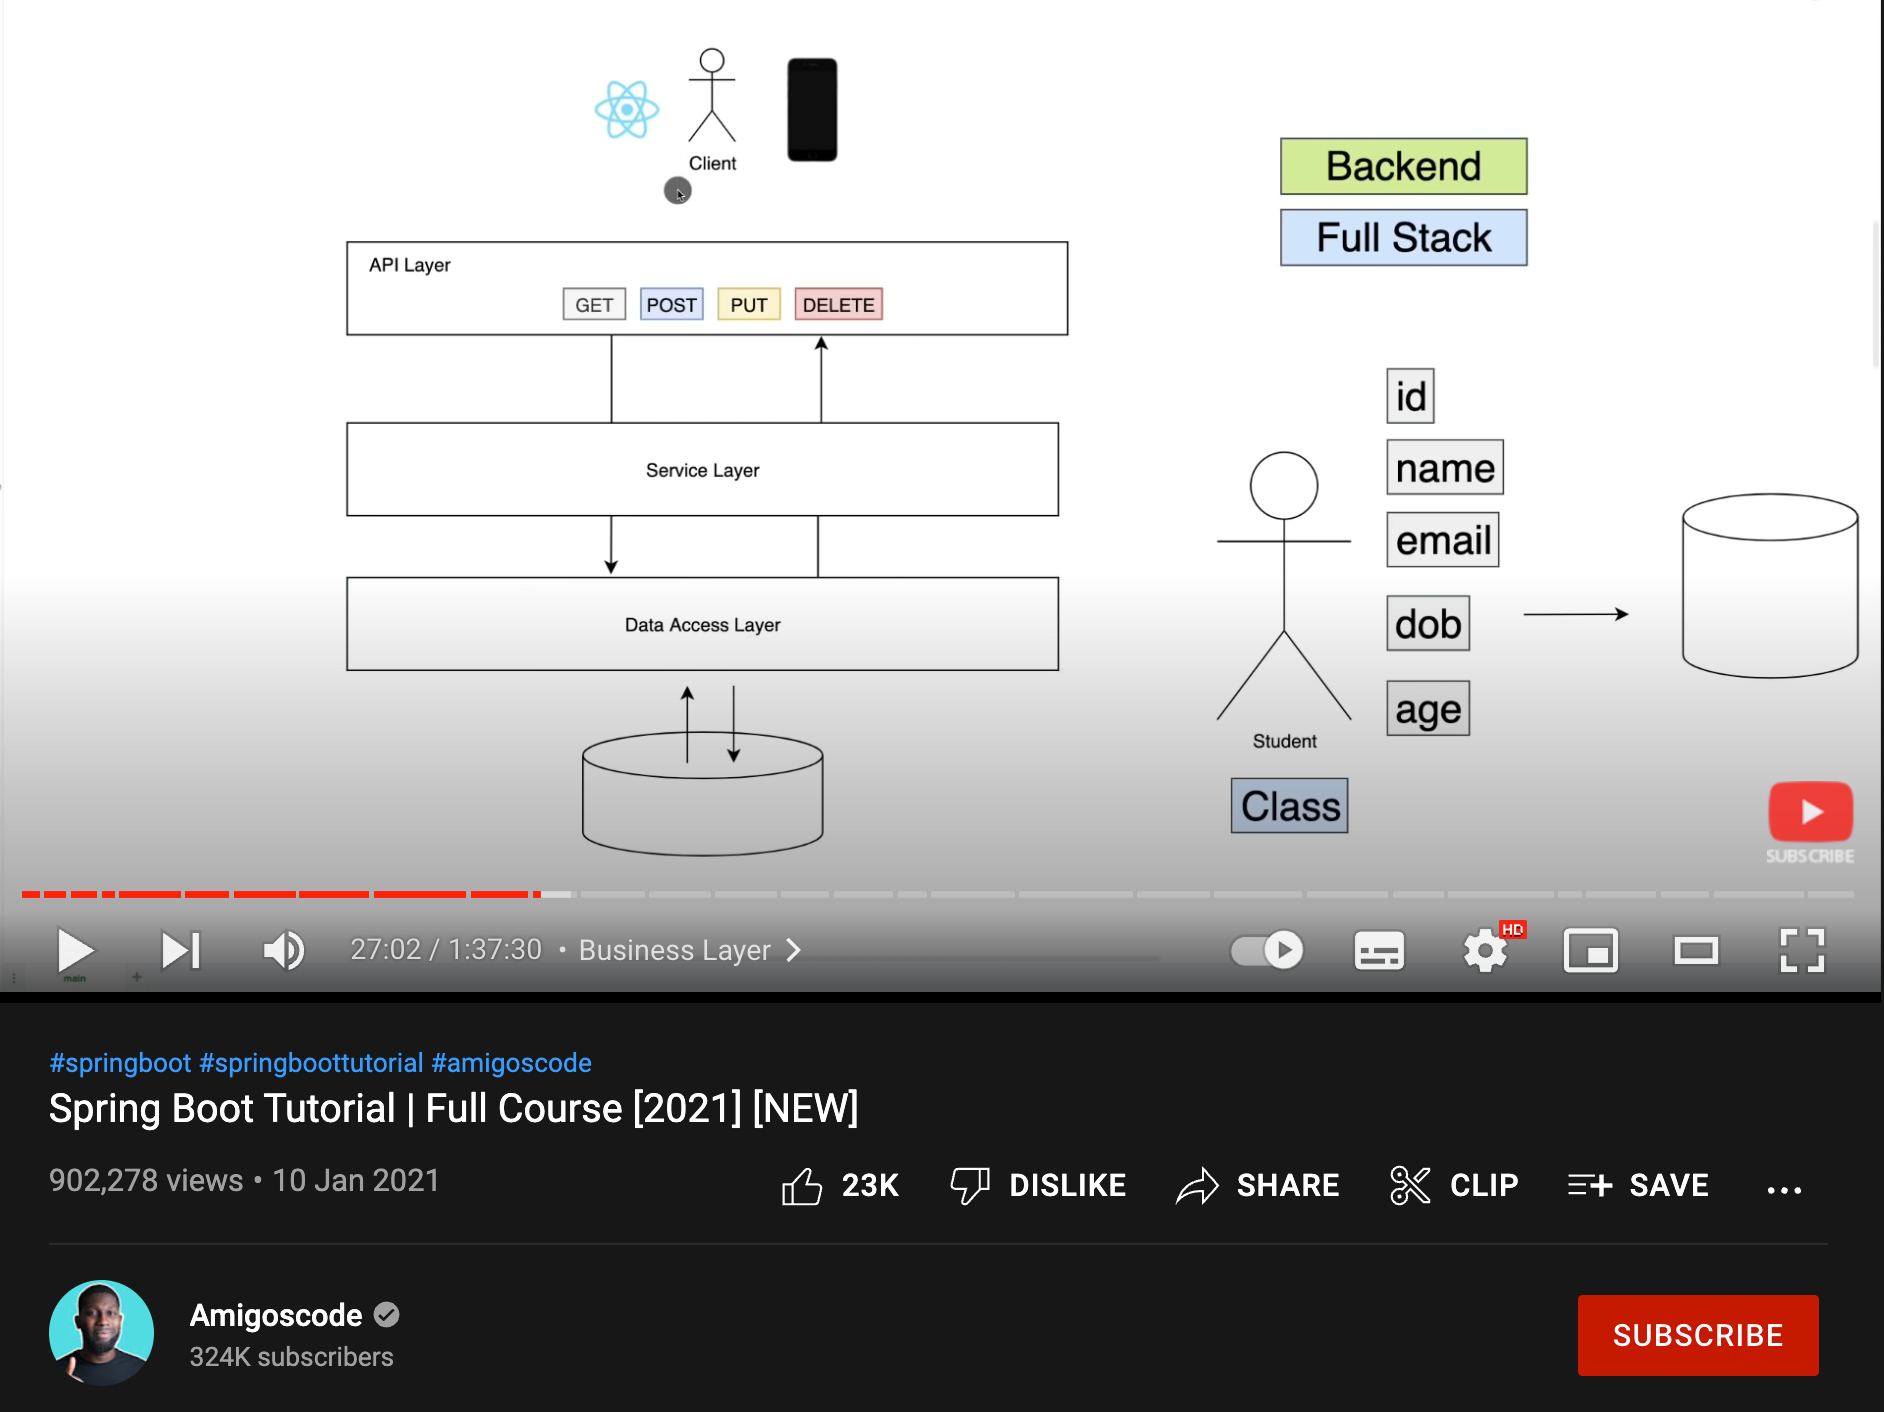 Client
Backend
Full Stack
API Layer
GET POST PUT DELETE
Service Layer
Data Access Layer
id
name
email
dob
age
Student
Class
SUBSCRIBE
27:02 / 1:37:30 • Business Layer
HD
main
#springboot #springboottutorial #amigoscode
Spring Boot Tutorial | Full Course [2021] [NEW]
902,278 views • 10 Jan 2021
23K DISLIKE SHARE CLIP SAVE
Amigoscode
324K subscribers
SUBSCRIBE